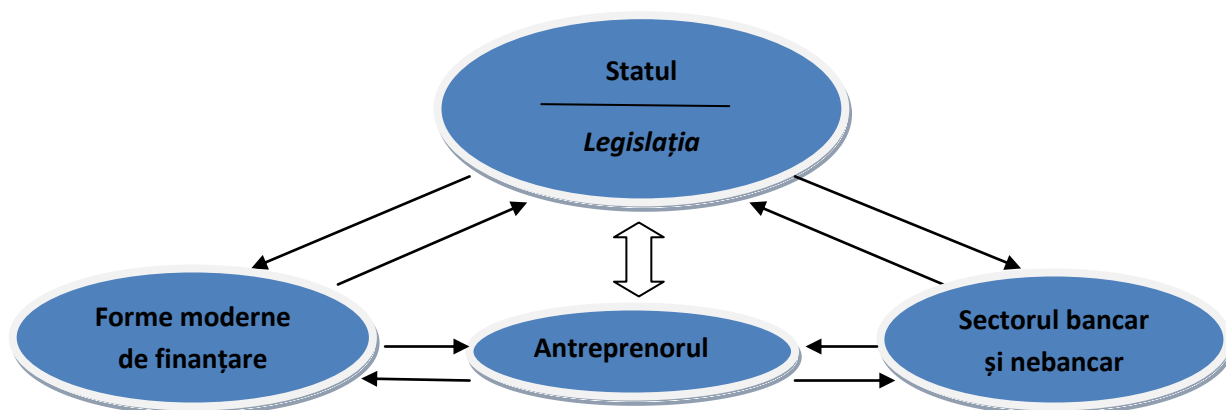 Statul
Legislația
Forme moderne
de finanțare
Antreprenorul
Sectorul bancar
și nebancar